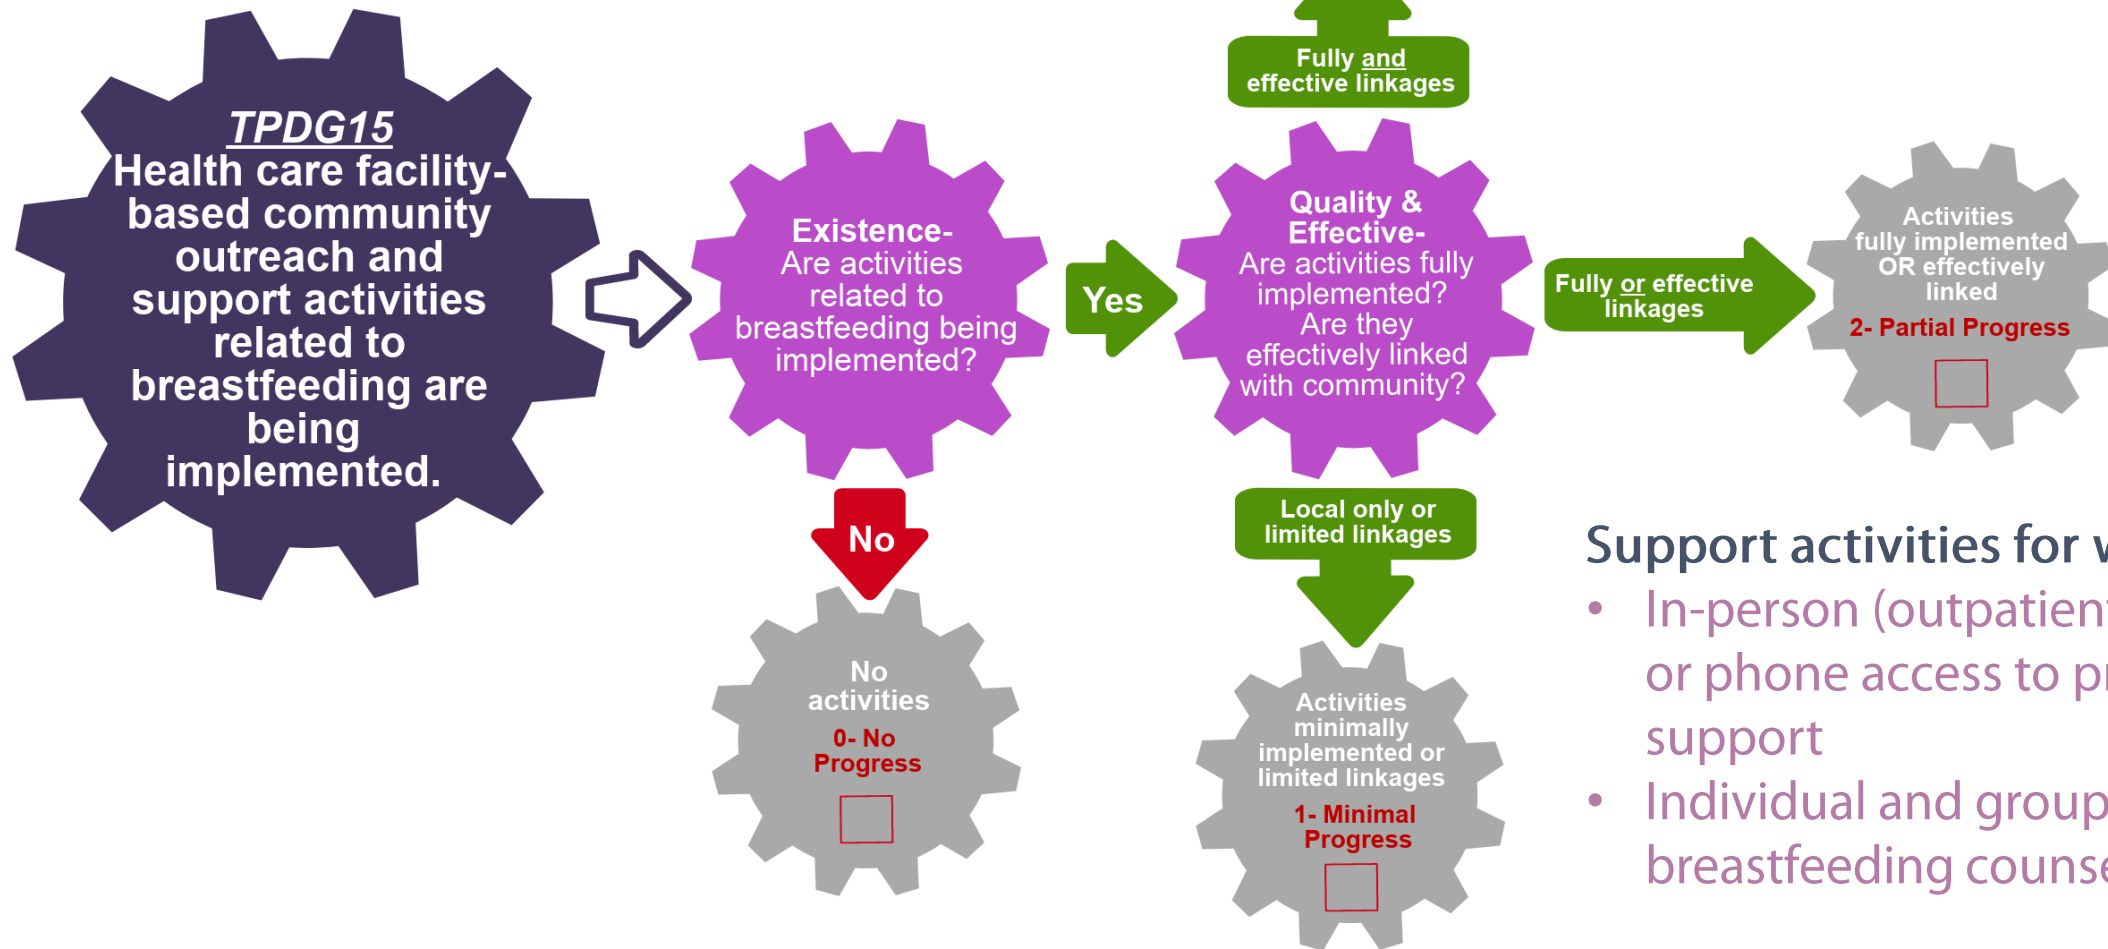 TPDG15
Health care facility-
based community
outreach and
support activities
related to
breastfeeding are
being
implemented.
Existence-
Are activities
related to
breastfeeding being
implemented?
Yes
No
No
activities
0- No
Progress
Fully and
effective linkages
Quality &
Effective-
Are activities fully
implemented?
Are they
effectively linked
with community?
Fully or effective
linkages
Activities
fully implemented
OR effectively
linked
2- Partial Progress
Local only or
limited linkages
Activities
minimally
implemented or
limited linkages
1- Minimal
Progress
Support activities for
• In-person (outpatient
or phone access to
support
• Individual and group
breastfeeding